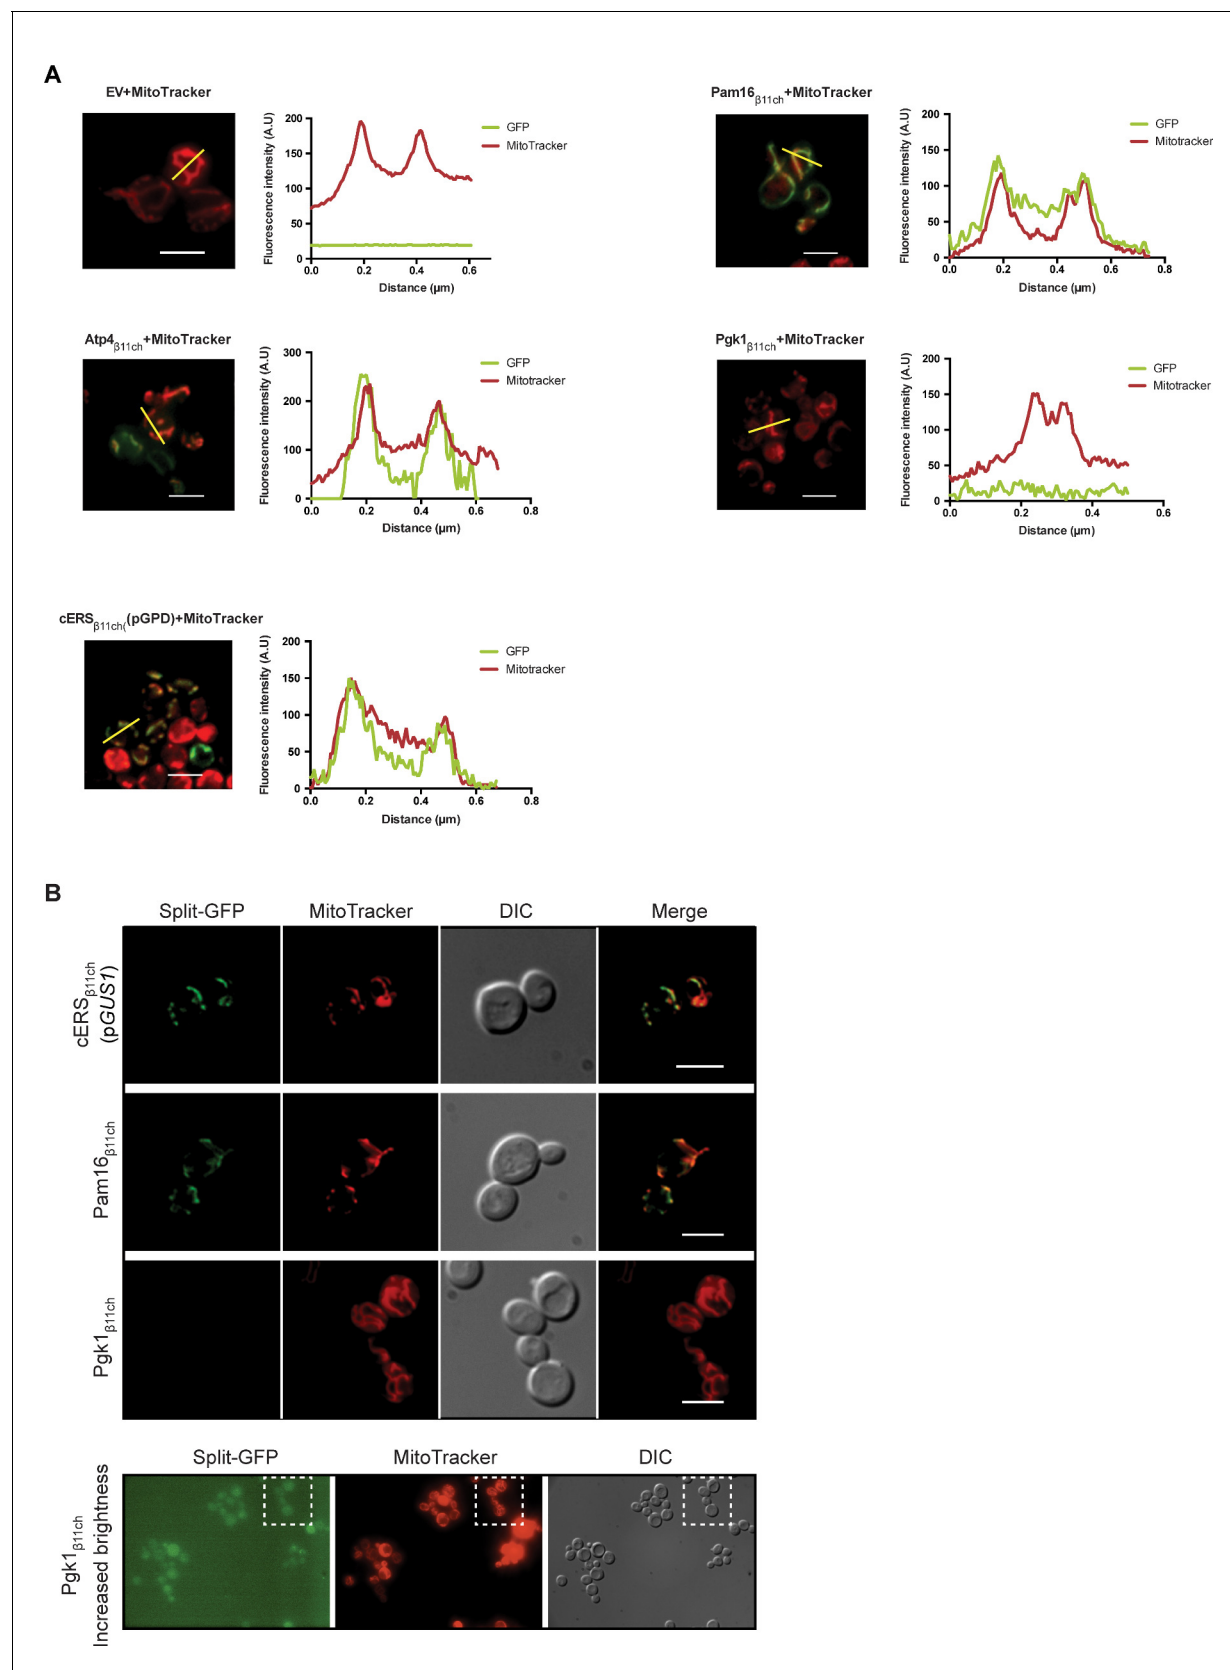 A
EV+MitoTracker
Fluorescence intensity (A.U)
200
150
100
50
0
0.0 0.2 0.4 0.6
Distance (µm)
GFP
MitoTracker
Pam16β11ch+MitoTracker
Fluorescence intensity (A.U)
200
150
100
50
0
0.0 0.2 0.4 0.6 0.8
Distance (µm)
GFP
Mitotracker
Atp4β11ch+MitoTracker
Fluorescence intensity (A.U)
300
200
100
0
0.0 0.2 0.4 0.6 0.8
Distance (µm)
GFP
Mitotracker
Pgk1β11ch+MitoTracker
Fluorescence intensity (A.U)
200
150
100
50
0
0.0 0.2 0.4 0.6
Distance (µm)
GFP
Mitotracker
cERSβ11ch((pGPD)+MitoTracker
Fluorescence intensity (A.U)
200
150
100
50
0
0.0 0.2 0.4 0.6 0.8
Distance (µm)
GFP
Mitotracker
B
Split-GFP MitoTracker DIC Merge
cERSβ11ch
(pGUS1)
Pam16β11ch
Pgk1β11ch
Split-GFP MitoTracker DIC
Pgk1β11ch
Increased brightness